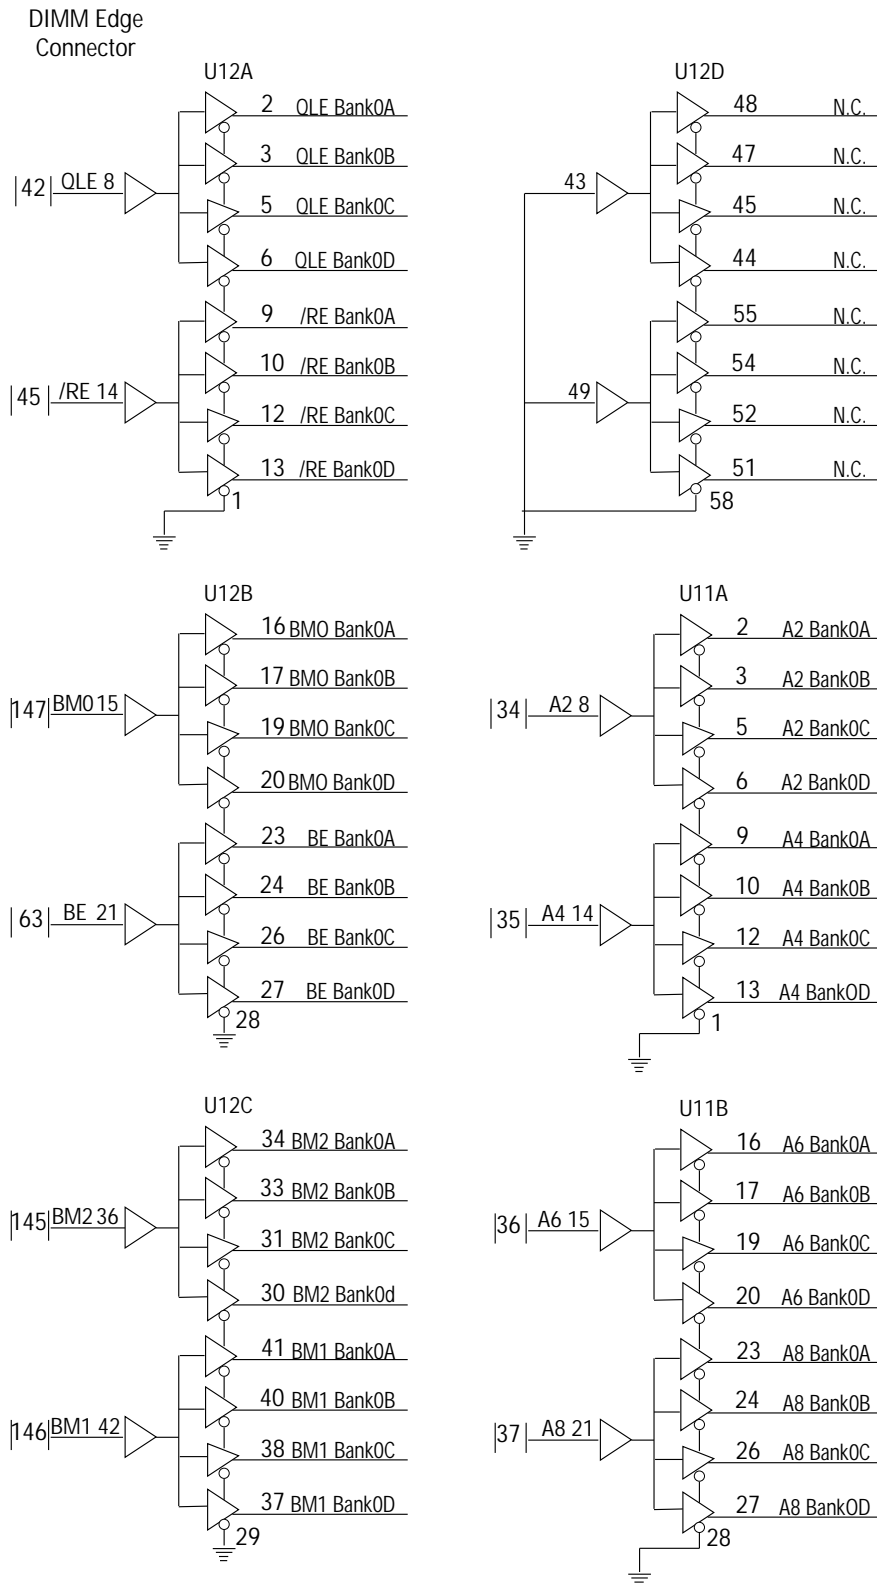 DIMM Edge
Connector
U12A
2 QLE Bank0A
3 QLE Bank0B
|42| QLE 8
5 QLE Bank0C
6 QLE Bank0D
9 /RE Bank0A
10 /RE Bank0B
|45| /RE 14
12 /RE Bank0C
13 /RE Bank0D
1
U12D
48 N.C.
47 N.C.
43
45 N.C.
44 N.C.
55 N.C.
54 N.C.
49
52 N.C.
51 N.C.
58
U12B
16 BMO Bank0A
17 BMO Bank0B
|147| BM0 15
19 BMO Bank0C
20 BMO Bank0D
23 BE Bank0A
24 BE Bank0B
|63| BE 21
26 BE Bank0C
27 BE Bank0D
28
U11A
2 A2 Bank0A
3 A2 Bank0B
|34| A2 8
5 A2 Bank0C
6 A2 Bank0D
9 A4 Bank0A
10 A4 Bank0B
|35| A4 14
12 A4 Bank0C
13 A4 BankOD
1
U12C
34 BM2 Bank0A
33 BM2 Bank0B
|145| BM2 36
31 BM2 Bank0C
30 BM2 Bank0d
41 BM1 Bank0A
40 BM1 Bank0B
|146| BM1 42
38 BM1 Bank0C
37 BM1 Bank0D
29
U11B
16 A6 Bank0A
17 A6 Bank0B
|36| A6 15
19 A6 Bank0C
20 A6 Bank0D
23 A8 Bank0A
24 A8 Bank0B
|37| A8 21
26 A8 Bank0C
27 A8 BankOD
28